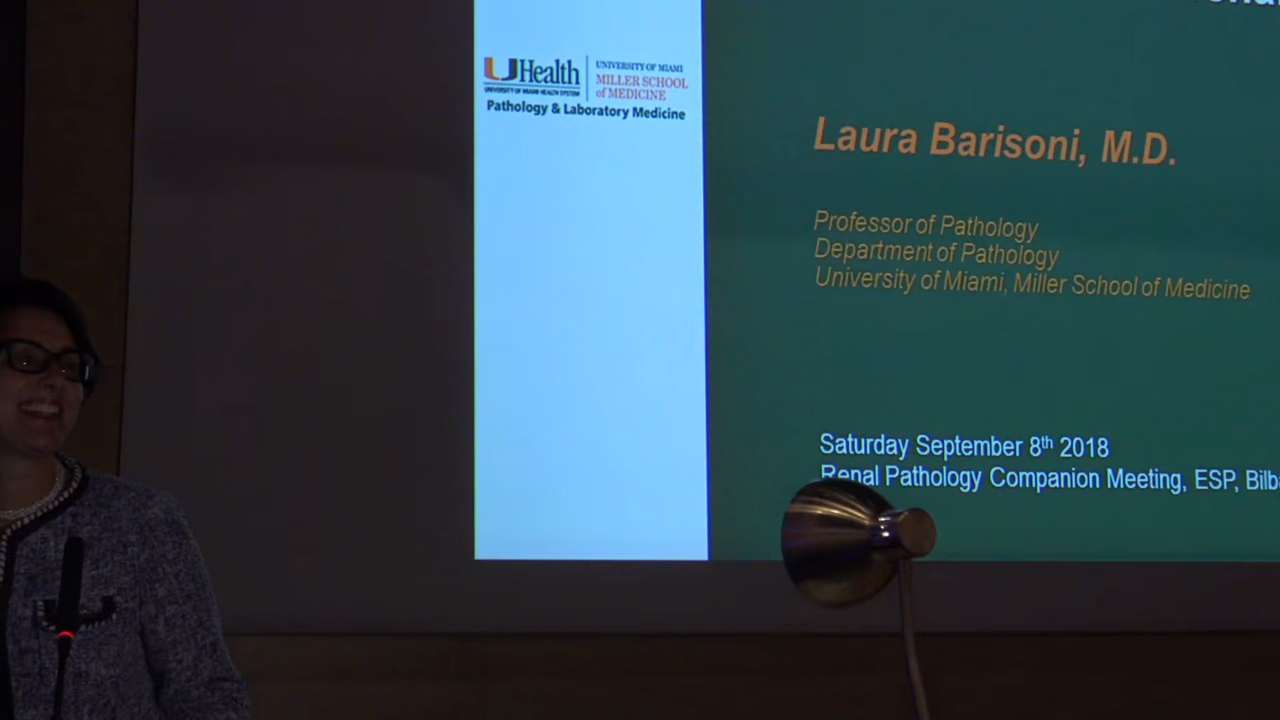 UHealth
UNIVERSITY OF MIAMI HEALTH SYSTEM
UNIVERSITY OF MIAMI
MILLER SCHOOL
of MEDICINE
Pathology & Laboratory Medicine
Laura Barisoni, M.D.
Professor of Pathology
Department of Pathology
University of Miami, Miller School of Medicine
Saturday September 8th 2018
Renal Pathology Companion Meeting, ESP,